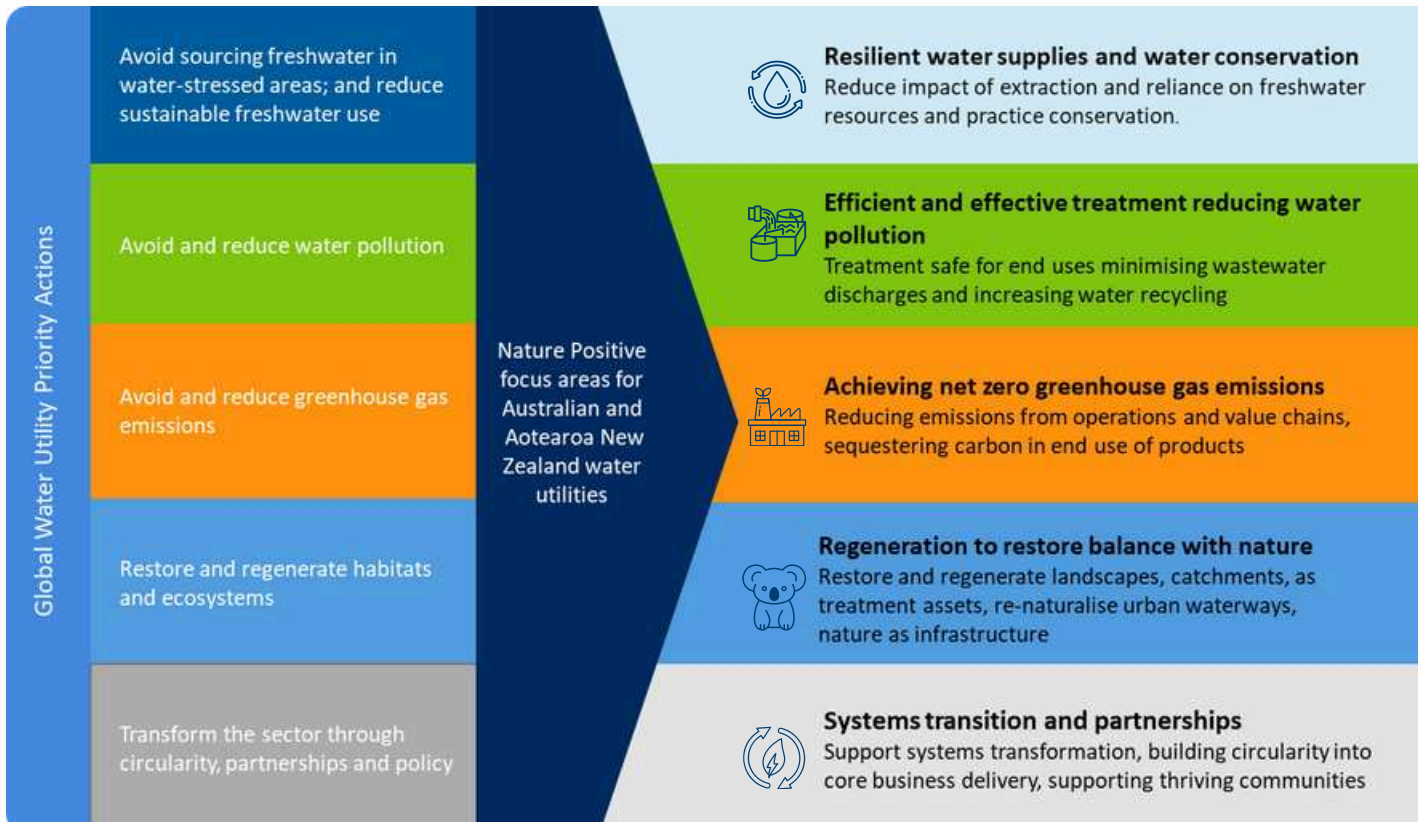 Global Water Utility Priority Actions
Avoid sourcing freshwater in
water-stressed areas; and reduce
sustainable freshwater use
Avoid and reduce water pollution
Avoid and reduce greenhouse gas
emissions
Restore and regenerate habitats
and ecosystems
Transform the sector through
circularity, partnerships and policy
Nature Positive
focus areas for
Australian and
Aotearoa New
Zealand water
utilities
Resilient water supplies and water conservation
Reduce impact of extraction and reliance on freshwater
resources and practice conservation.
Efficient and effective treatment reducing water
pollution
Treatment safe for end uses minimising wastewater
discharges and increasing water recycling
Achieving net zero greenhouse gas emissions
Reducing emissions from operations and value chains,
sequestering carbon in end use of products
Regeneration to restore balance with nature
Restore and regenerate landscapes, catchments, as
treatment assets, re-naturalise urban waterways,
nature as infrastructure
Systems transition and partnerships
Support systems transformation, building circularity into
core business delivery, supporting thriving communities